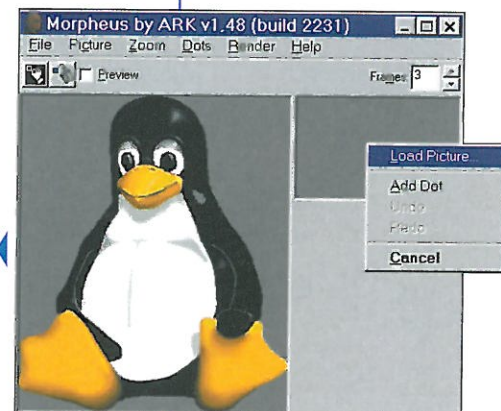 Morpheus by ARK v1.48 (build 2231)
File Picture Zoom Dots Render Help
Preview Frames: 3
Load Picture...
Add Dot
Undo
Redo
Cancel